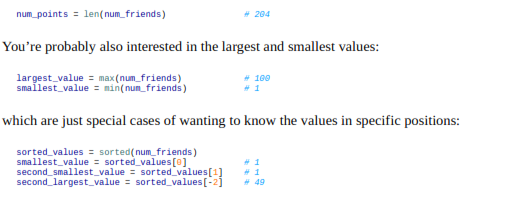 num_points = len(num_friends) # 204
You’re probably also interested in the largest and smallest values:
largest_value = max(num_friends) # 100
smallest_value = min(num_friends) # 1
which are just special cases of wanting to know the values in specific positions:
sorted_values = sorted(num_friends)
smallest_value = sorted_values[0] # 1
second_smallest_value = sorted_values[1] # 1
second_largest_value = sorted_values[-2] # 49